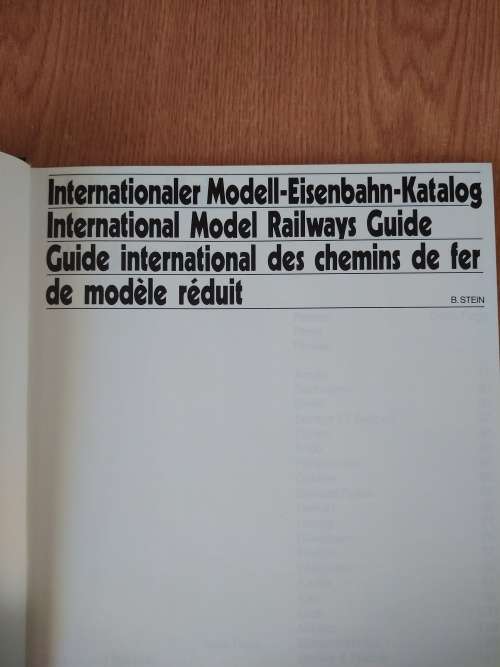 Internationaler Modell-Eisenbahn-Katalog
International Model Railways Guide
Guide international des chemins de fer
de modèle réduit
B. STEIN